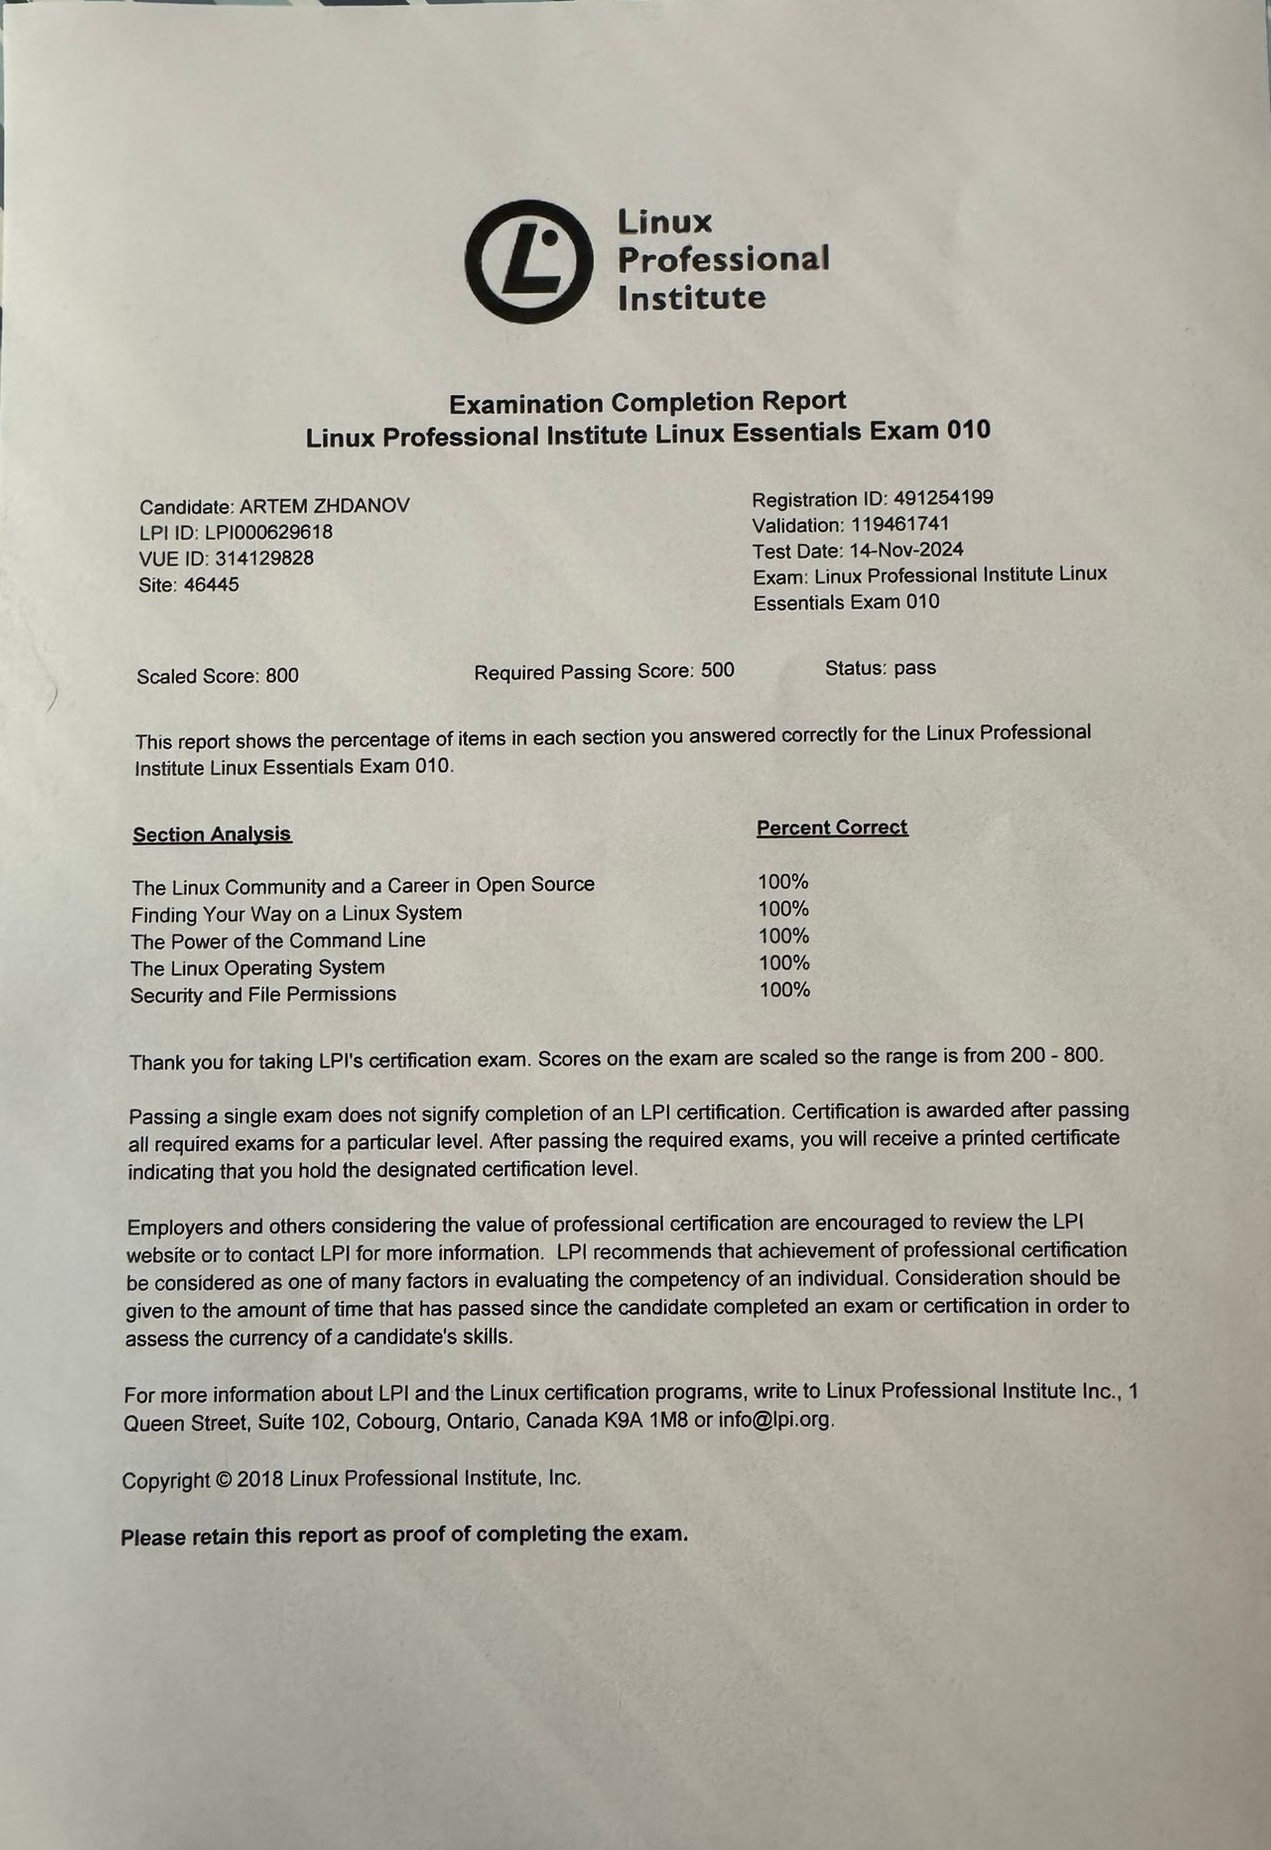 Linux
Professional
Institute
Examination Completion Report
Linux Professional Institute Linux Essentials Exam 010
Candidate: ARTEM ZHDANOV
LPI ID: LPI000629618
VUE ID: 314129828
Site: 46445
Registration ID: 491254199
Validation: 119461741
Test Date: 14-Nov-2024
Exam: Linux Professional Institute Linux
Essentials Exam 010
Scaled Score: 800 Required Passing Score: 500 Status: pass
This report shows the percentage of items in each section you answered correctly for the Linux Professional
Institute Linux Essentials Exam 010.
Section Analysis Percent Correct
The Linux Community and a Career in Open Source 100%
Finding Your Way on a Linux System 100%
The Power of the Command Line 100%
The Linux Operating System 100%
Security and File Permissions 100%
Thank you for taking LPI's certification exam. Scores on the exam are scaled so the range is from 200 - 800.
Passing a single exam does not signify completion of an LPI certification. Certification is awarded after passing
all required exams for a particular level. After passing the required exams, you will receive a printed certificate
indicating that you hold the designated certification level.
Employers and others considering the value of professional certification are encouraged to review the LPI
website or to contact LPI for more information.  LPI recommends that achievement of professional certification
be considered as one of many factors in evaluating the competency of an individual. Consideration should be
given to the amount of time that has passed since the candidate completed an exam or certification in order to
assess the currency of a candidate's skills.
For more information about LPI and the Linux certification programs, write to Linux Professional Institute Inc., 1
Queen Street, Suite 102, Cobourg, Ontario, Canada K9A 1M8 or info@lpi.org.
Copyright © 2018 Linux Professional Institute, Inc.
Please retain this report as proof of completing the exam.